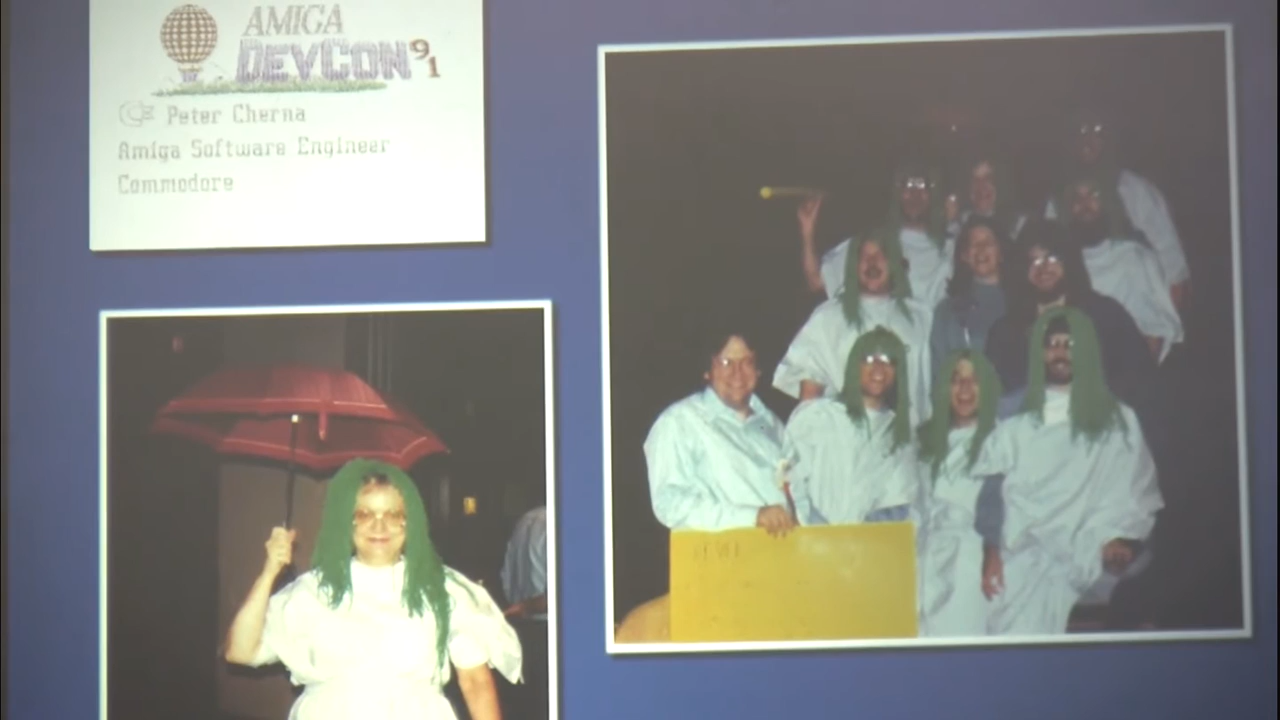 AMIGA
DEVCON 91
Peter Cherna
Amiga Software Engineer
Commodore